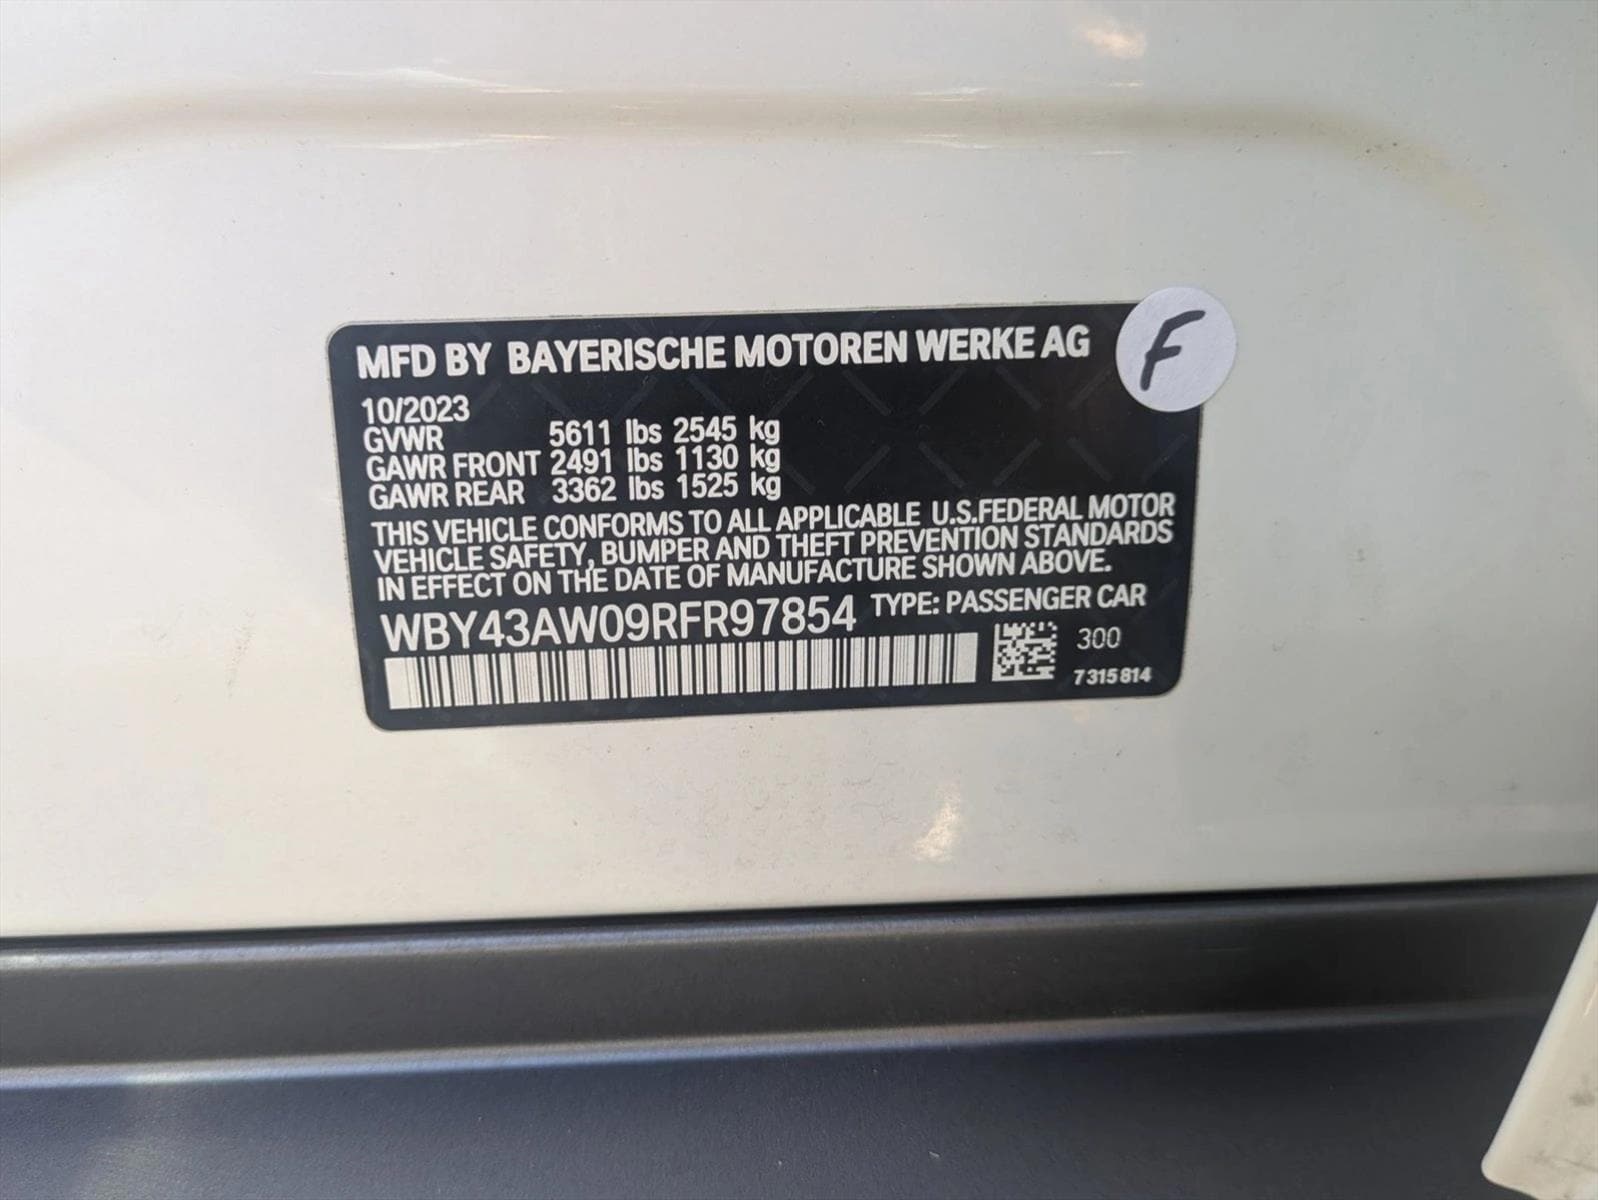 MFD BY BAYERISCHE MOTOREN WERKE AG
F
10/2023
GVWR 5611 lbs 2545 kg
GAWR FRONT 2491 lbs 1130 kg
GAWR REAR 3362 lbs 1525 kg
THIS VEHICLE CONFORMS TO ALL APPLICABLE U.S.FEDERAL MOTOR
VEHICLE SAFETY, BUMPER AND THEFT PREVENTION STANDARDS
IN EFFECT ON THE DATE OF MANUFACTURE SHOWN ABOVE.
WBY43AW09RFR97854 TYPE: PASSENGER CAR
300
7315814